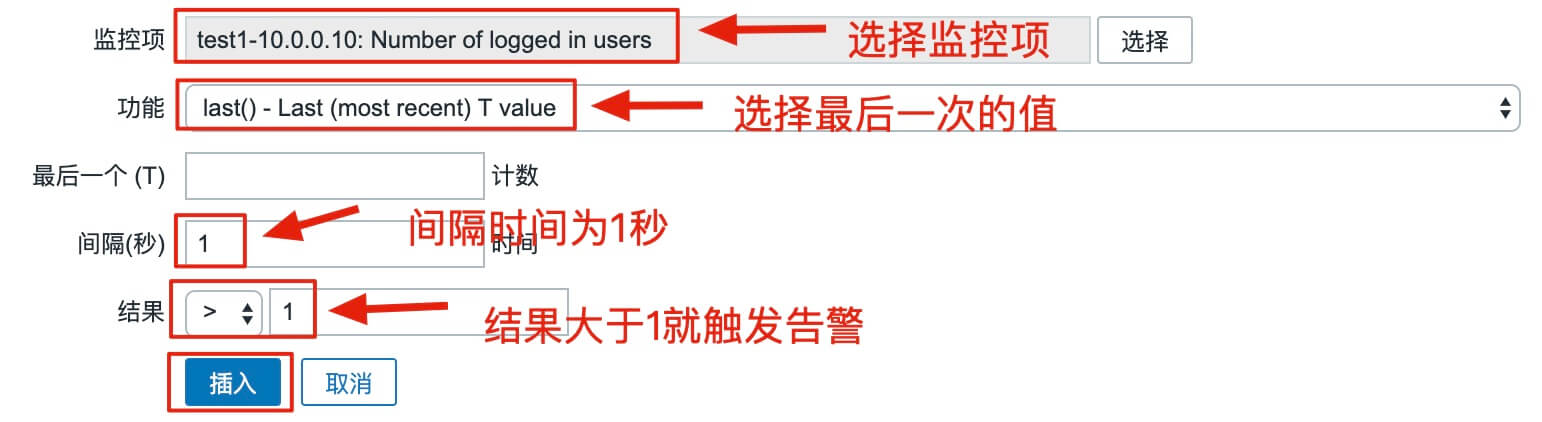 监控项 test1-10.0.0.10: Number of logged in users 选择监控项 选择
功能 last() - Last (most recent) T value 选择最后一次的值
最后一个 (T) 计数
间隔(秒) 1 间隔时间为1秒 时间
结果 > 1 结果大于1就触发告警
插入 取消